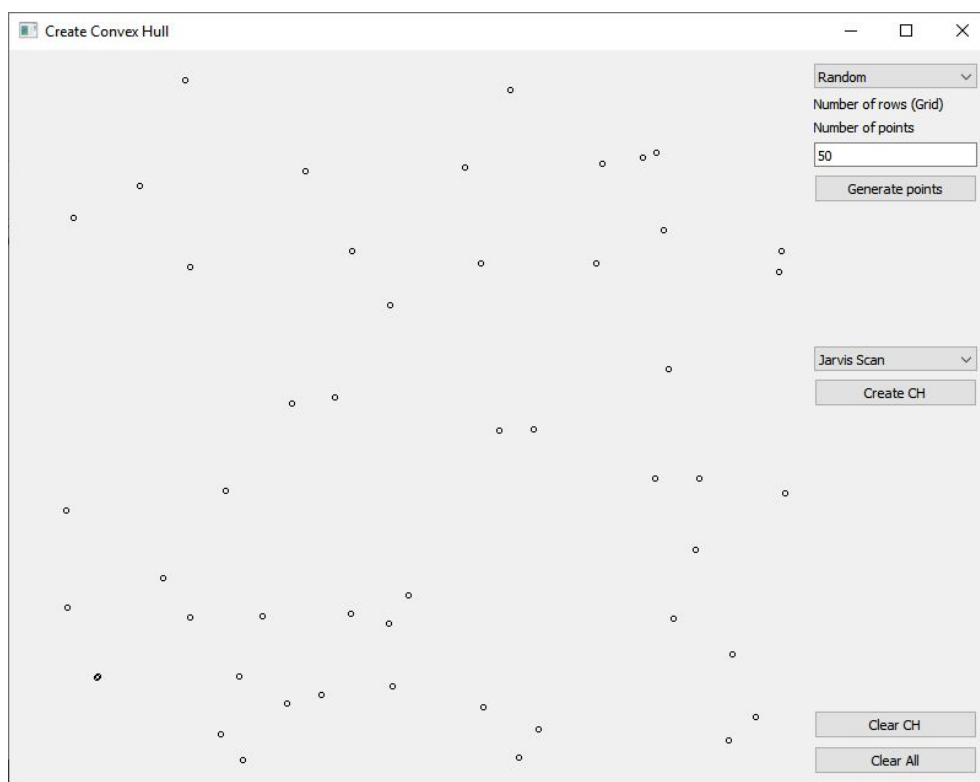 Create Convex Hull
Random
Number of rows (Grid)
Number of points
50
Generate points
Jarvis Scan
Create CH
Clear CH
Clear All